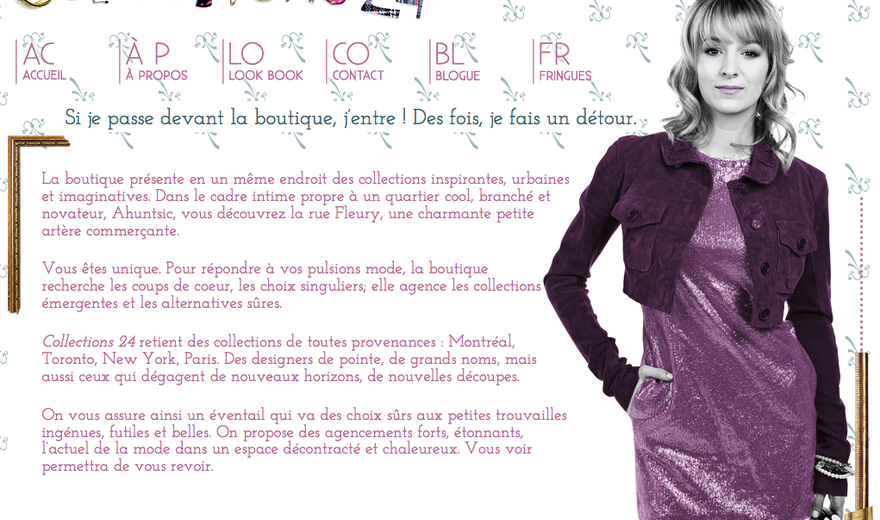 AC
ACCUEIL
À P
À PROPOS
LO
LOOK BOOK
CO
CONTACT
BL
BLOGUE
FR
FRINGUES
Si je passe devant la boutique, j'entre ! Des fois, je fais un détour.
La boutique présente en un même endroit des collections inspirantes, urbaines
et imaginatives. Dans le cadre intime propre à un quartier cool, branché et
novateur, Ahuntsic, vous découvrez la rue Fleury, une charmante petite
artère commerçante.
Vous êtes unique. Pour répondre à vos pulsions mode, la boutique
recherche les coups de coeur, les choix singuliers; elle agence les collections
émergentes et les alternatives sûres.
Collections 24 retient des collections de toutes provenances : Montréal,
Toronto, New York, Paris. Des designers de pointe, de grands noms, mais
aussi ceux qui dégagent de nouveaux horizons, de nouvelles découpes.
On vous assure ainsi un éventail qui va des choix sûrs aux petites trouvailles
ingénues, futiles et belles. On propose des agencements forts, étonnants,
l'actuel de la mode dans un espace décontracté et chaleureux. Vous voir
permettra de vous revoir.